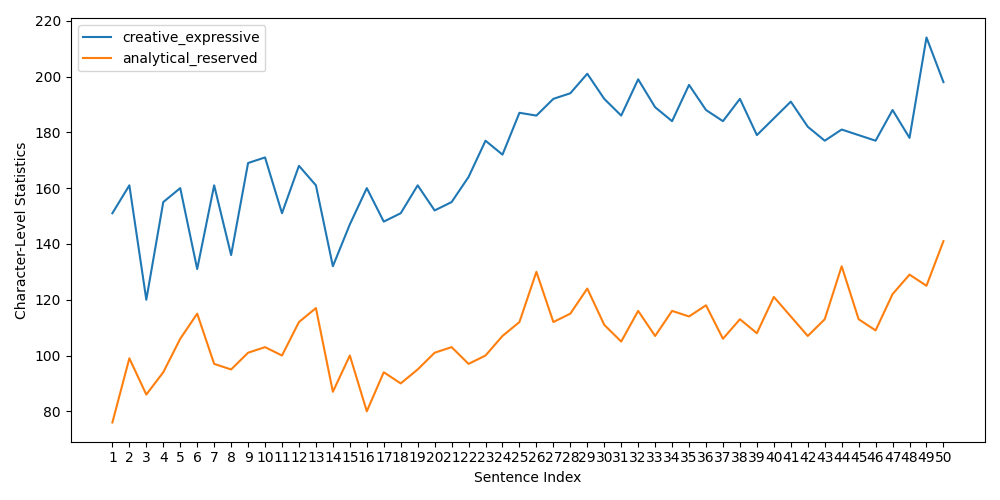 220
200
180
160
140
120
100
80
Character-Level Statistics
creative_expressive
analytical_reserved
1 2 3 4 5 6 7 8 9 10 11 12 13 14 15 16 17 18 19 20 21 22 23 24 25 26 27 28 29 30 31 32 33 34 35 36 37 38 39 40 41 42 43 44 45 46 47 48 49 50
Sentence Index